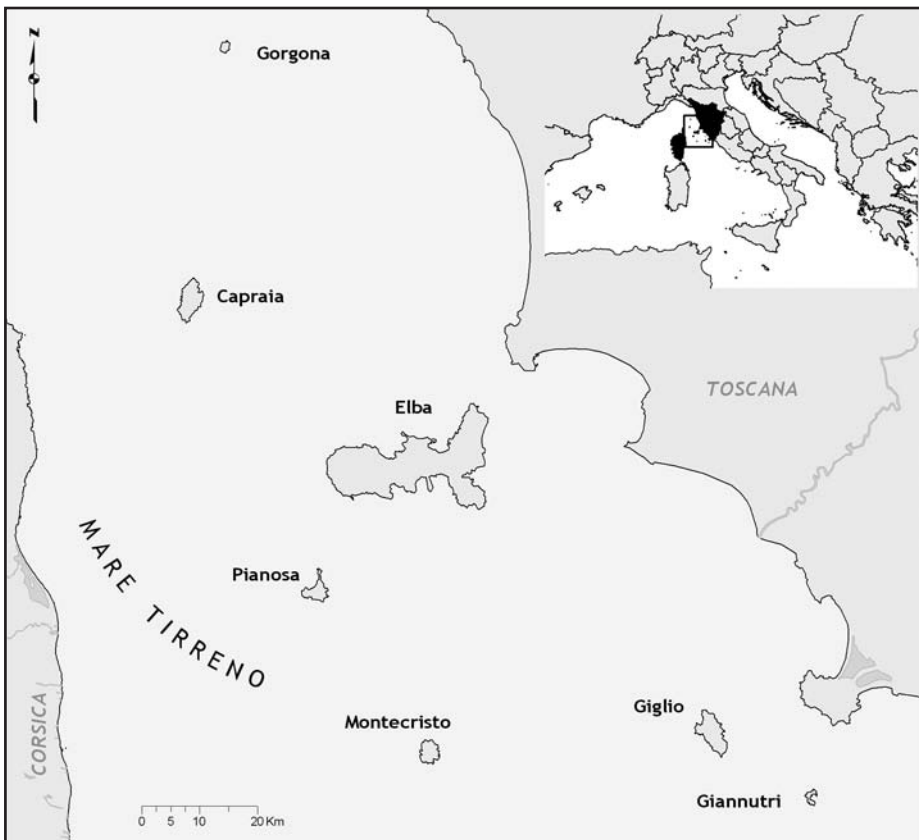 N
Gorgona
Capraia
TOSCANA
Elba
MARE TIRRENO
Pianosa
CORSICA
Montecristo
Giglio
Giannutri
0 5 10 20 Km